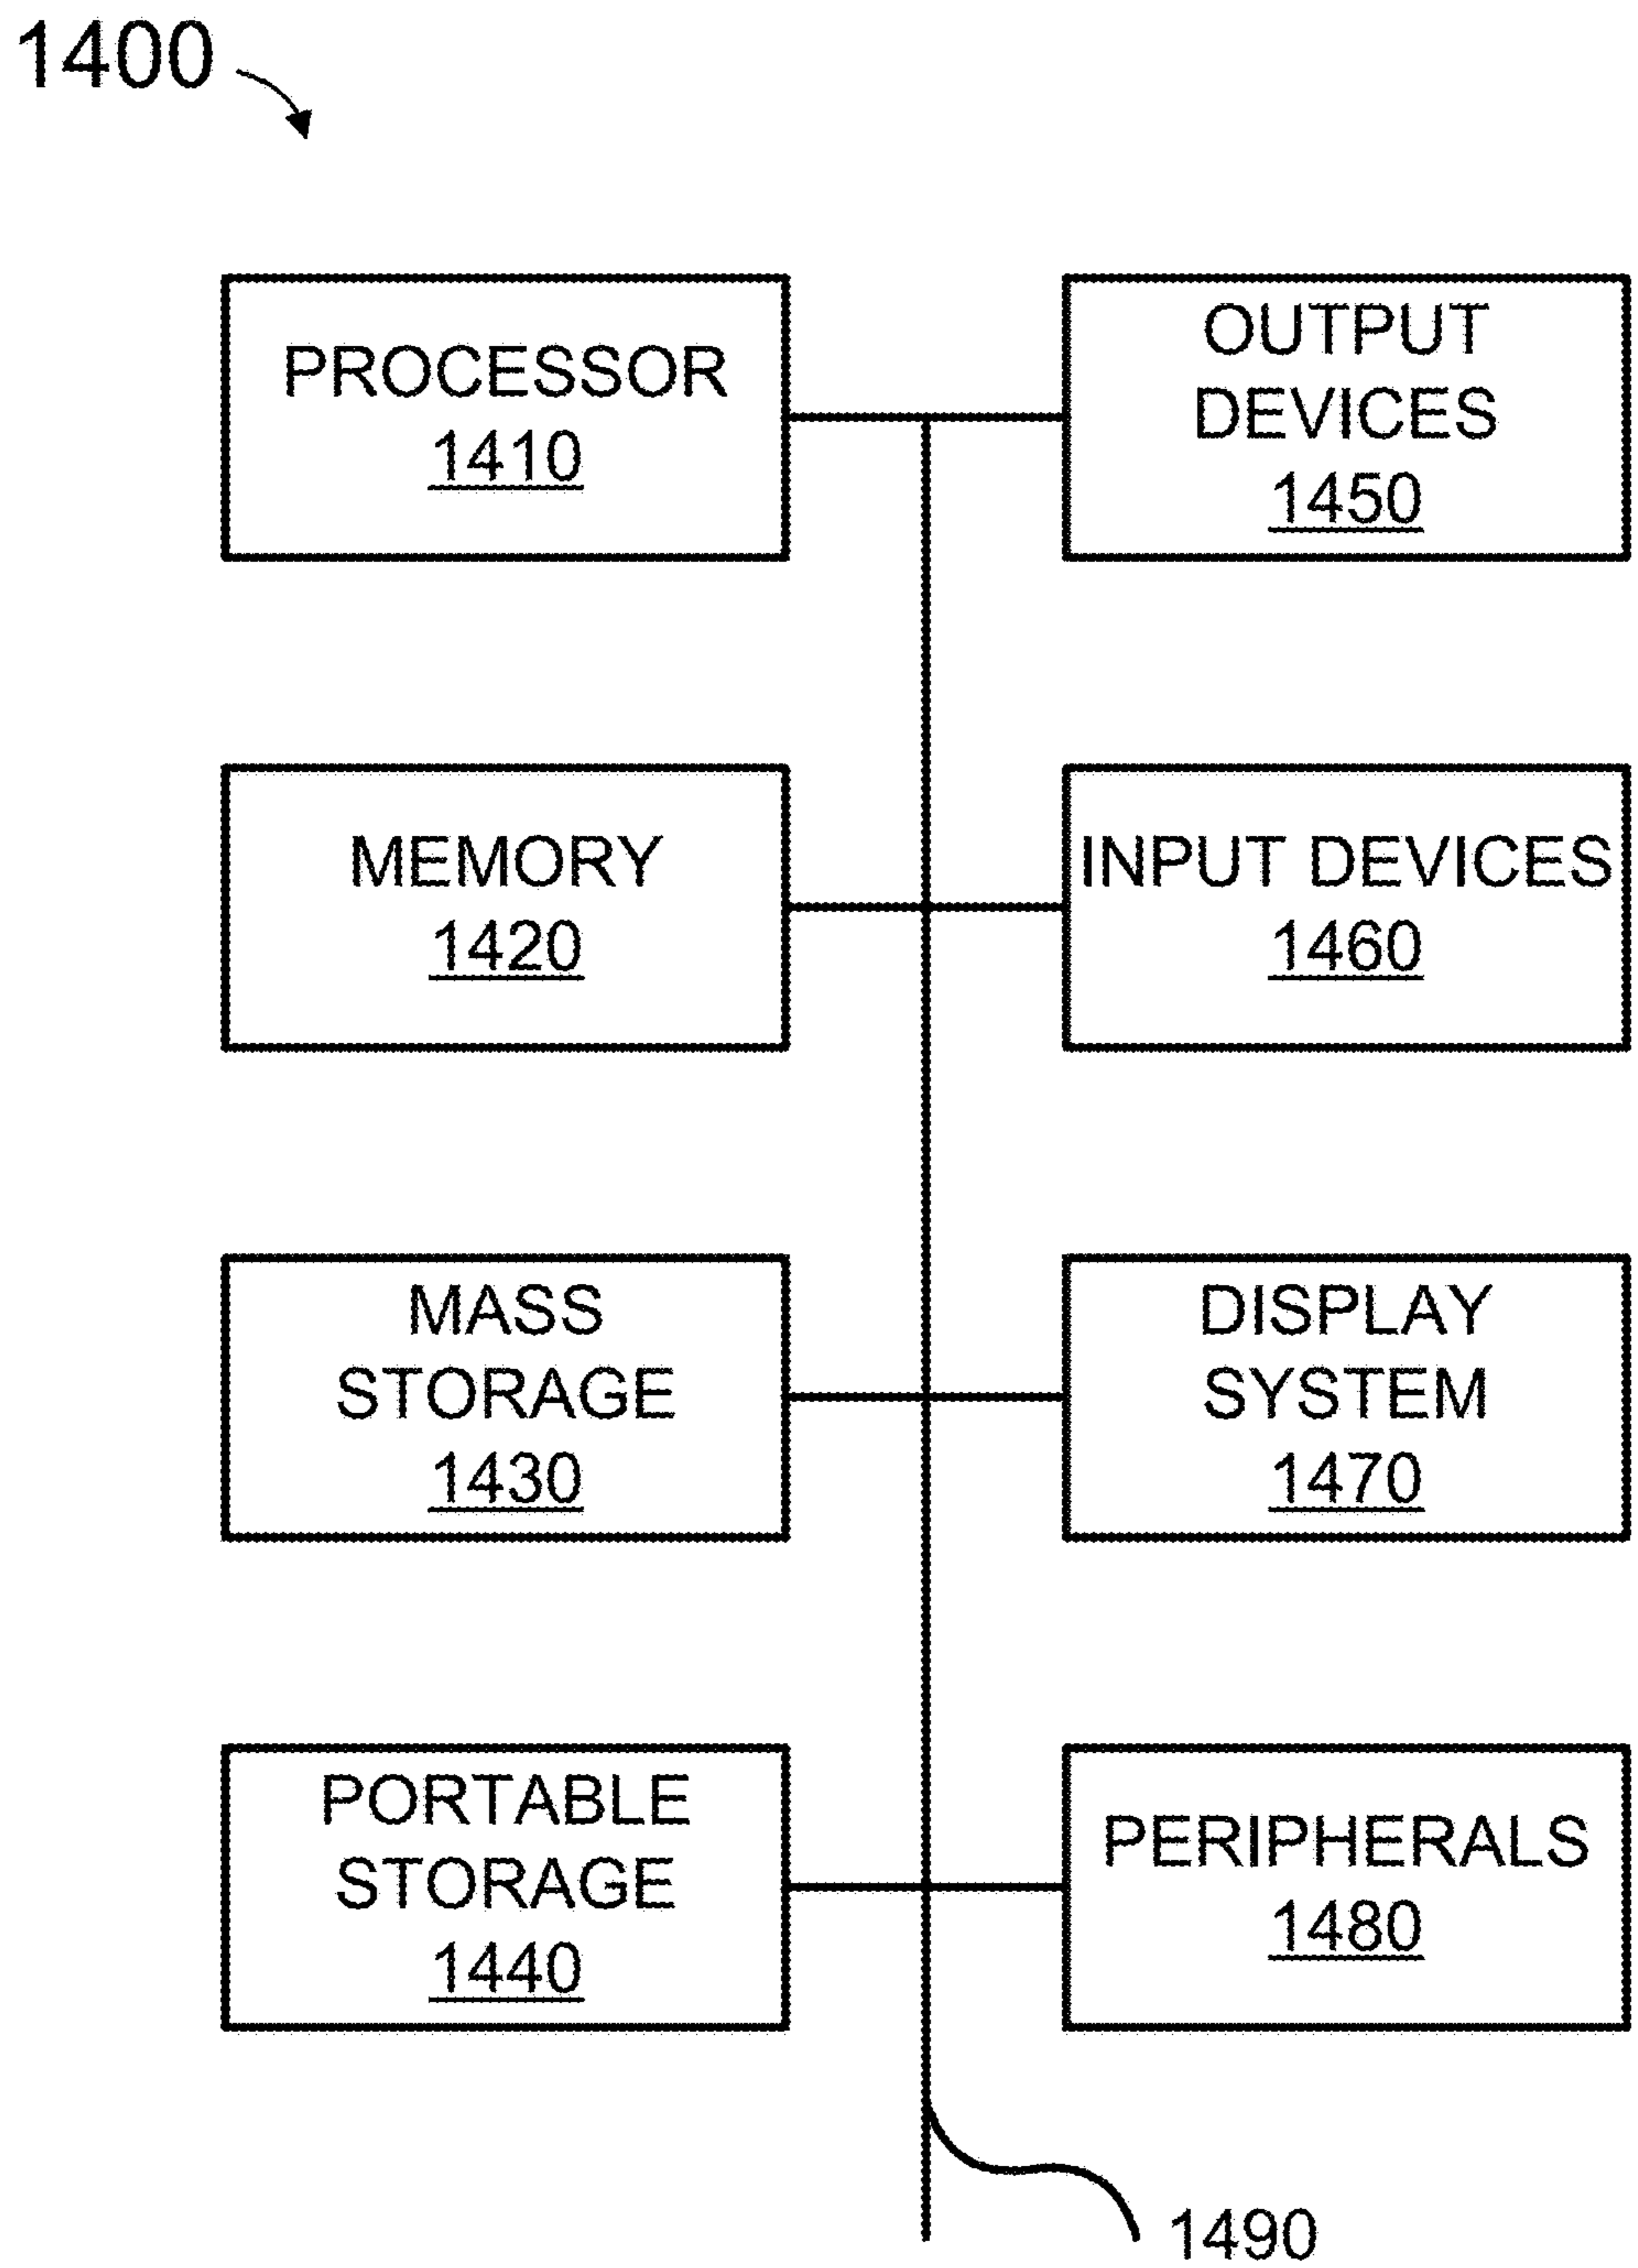 1400
PROCESSOR
1410
OUTPUT
DEVICES
1450
MEMORY
1420
INPUT DEVICES
1460
MASS
STORAGE
1430
DISPLAY
SYSTEM
1470
PORTABLE
STORAGE
1440
PERIPHERALS
1480
1490